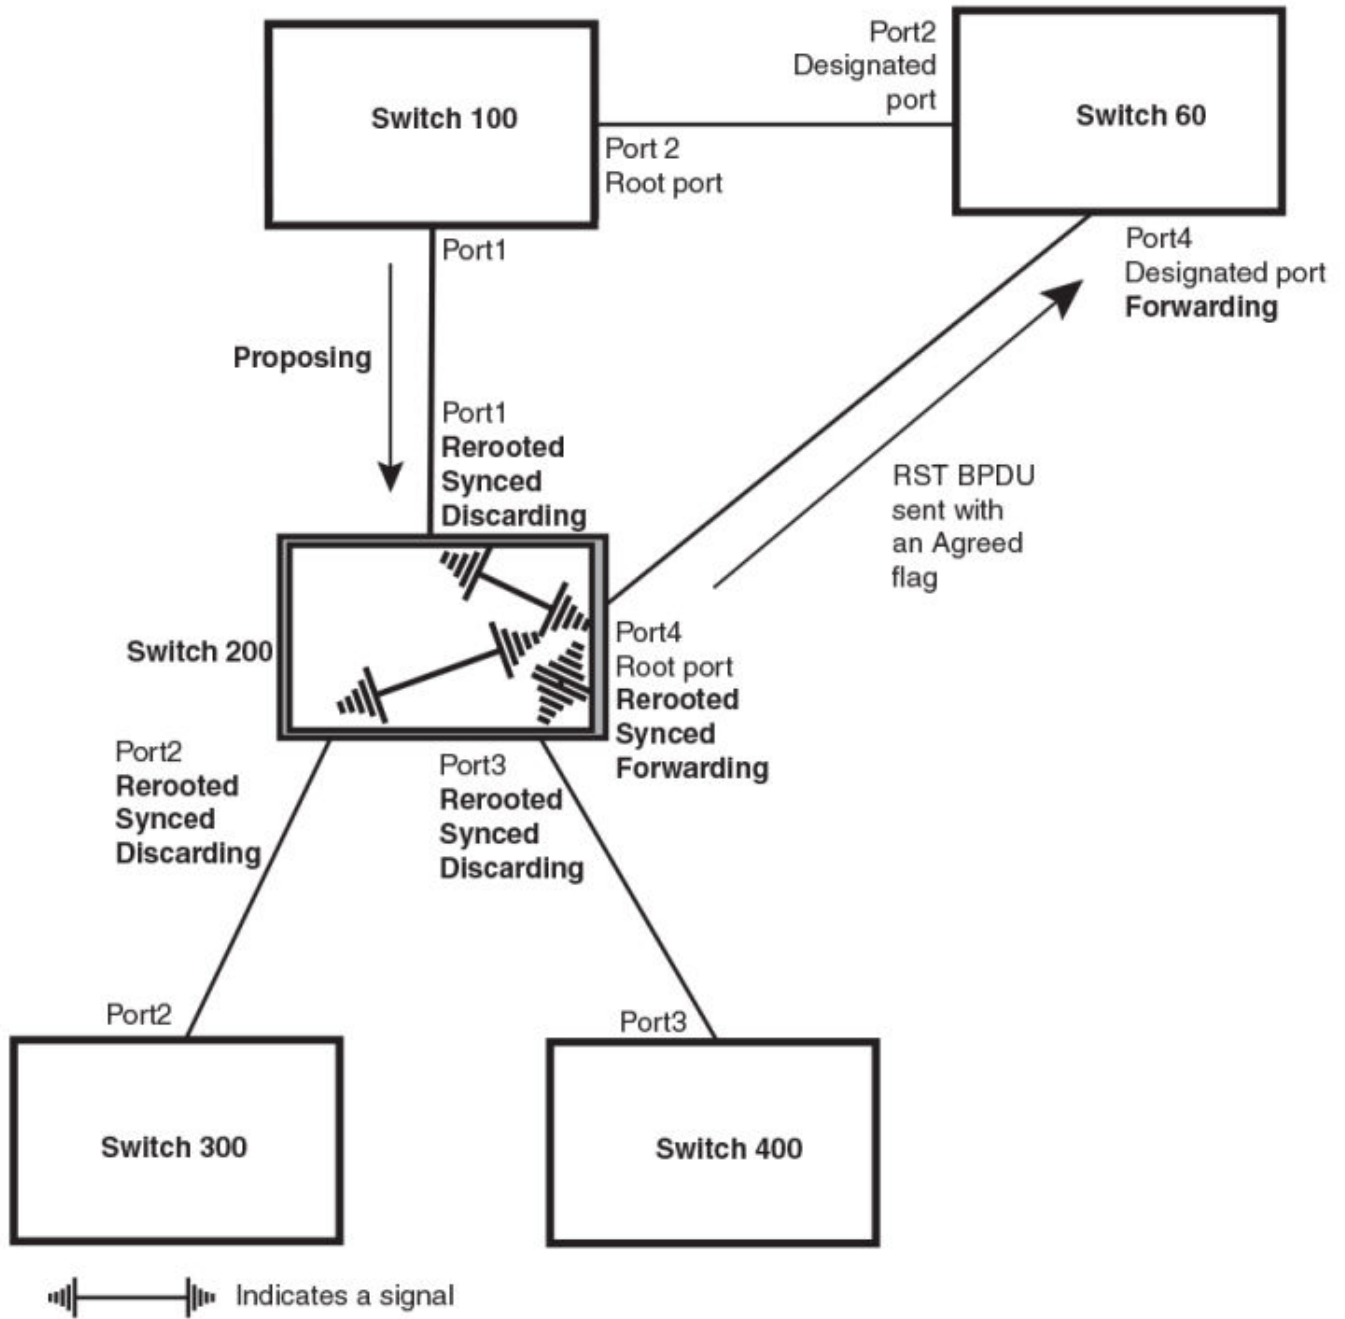 Port2
Designated
port
Switch 100
Switch 60
Port 2
Root port
Port1
Port4
Designated port
Forwarding
Proposing
Port1
Rerooted
Synced
Discarding
RST BPDU
sent with
an Agreed
flag
Switch 200
Port4
Root port
Rerooted
Synced
Forwarding
Port2
Rerooted
Synced
Discarding
Port3
Rerooted
Synced
Discarding
Port2
Port3
Switch 300
Switch 400
Indicates a signal